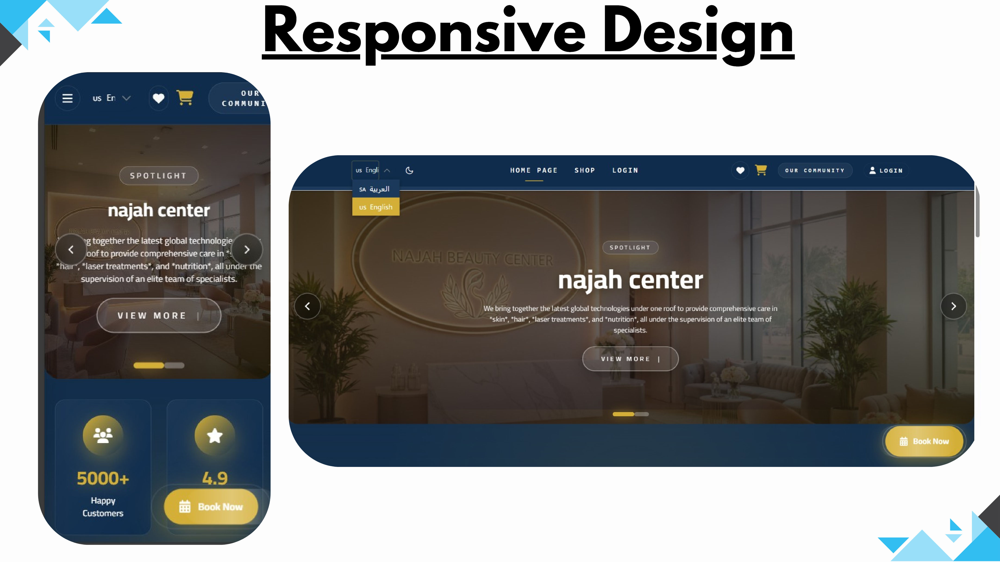 Responsive Design
us En
OUR
COMMUNI
SPOTLIGHT
najah center
NAJAH BEAUTY CENTER
g together the latest global technologie
oof to provide comprehensive care in *s
*hair*, *laser treatments*, and *nutrition*, all under the
supervision of an elite team of specialists.
VIEW MORE |
5000+
Happy
Customers
4.9
Book Now
us Engli
HOME PAGE SHOP LOGIN
OUR COMMUNITY
LOGIN
SA العربية
us English
NAJAH BEAUTY CENTER
SPOTLIGHT
najah center
We bring together the latest global technologies under one roof to provide comprehensive care in
*skin*, *hair*, *laser treatments*, and *nutrition*, all under the supervision of an elite team of
specialists.
VIEW MORE |
Book Now